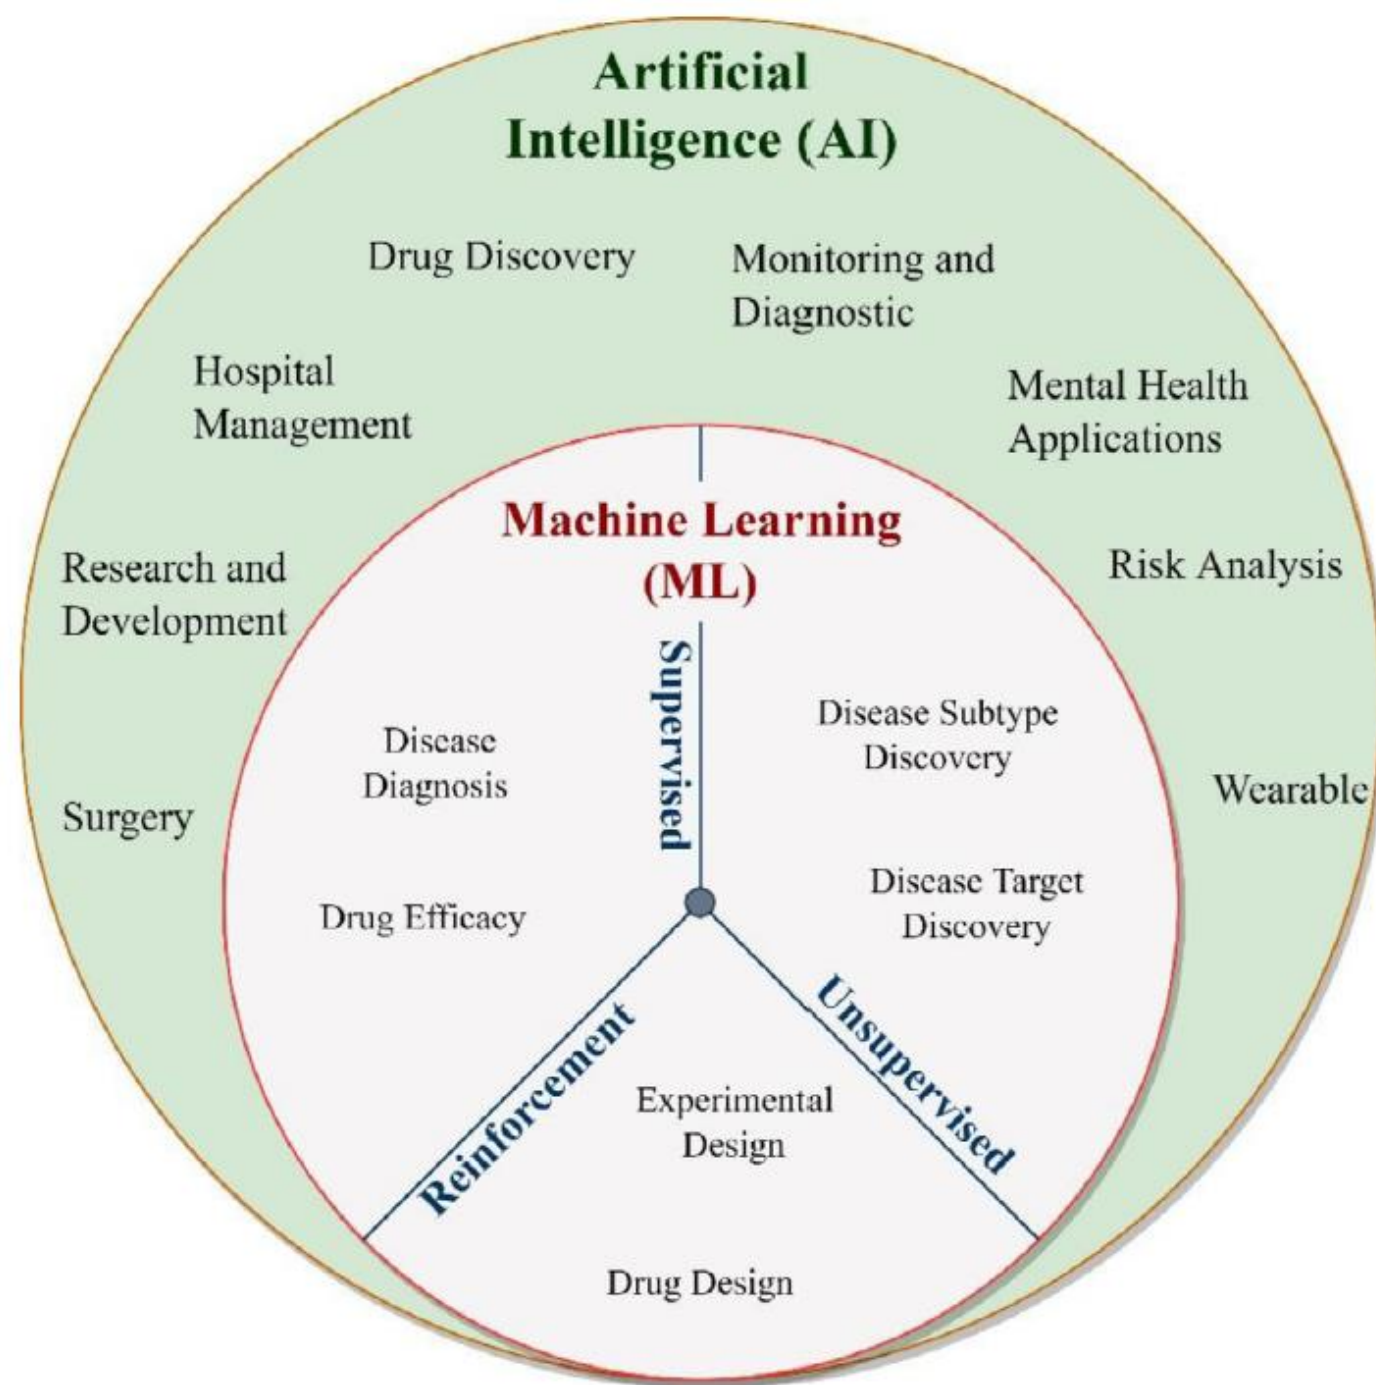 Artificial
Intelligence (AI)
Drug Discovery
Monitoring and
Diagnostic
Hospital
Management
Mental Health
Applications
Research and
Development
Risk Analysis
Surgery
Wearable
Machine Learning
(ML)
Supervised
Disease
Diagnosis
Drug Efficacy
Disease Subtype
Discovery
Disease Target
Discovery
Reinforcement
Unsupervised
Experimental
Design
Drug Design